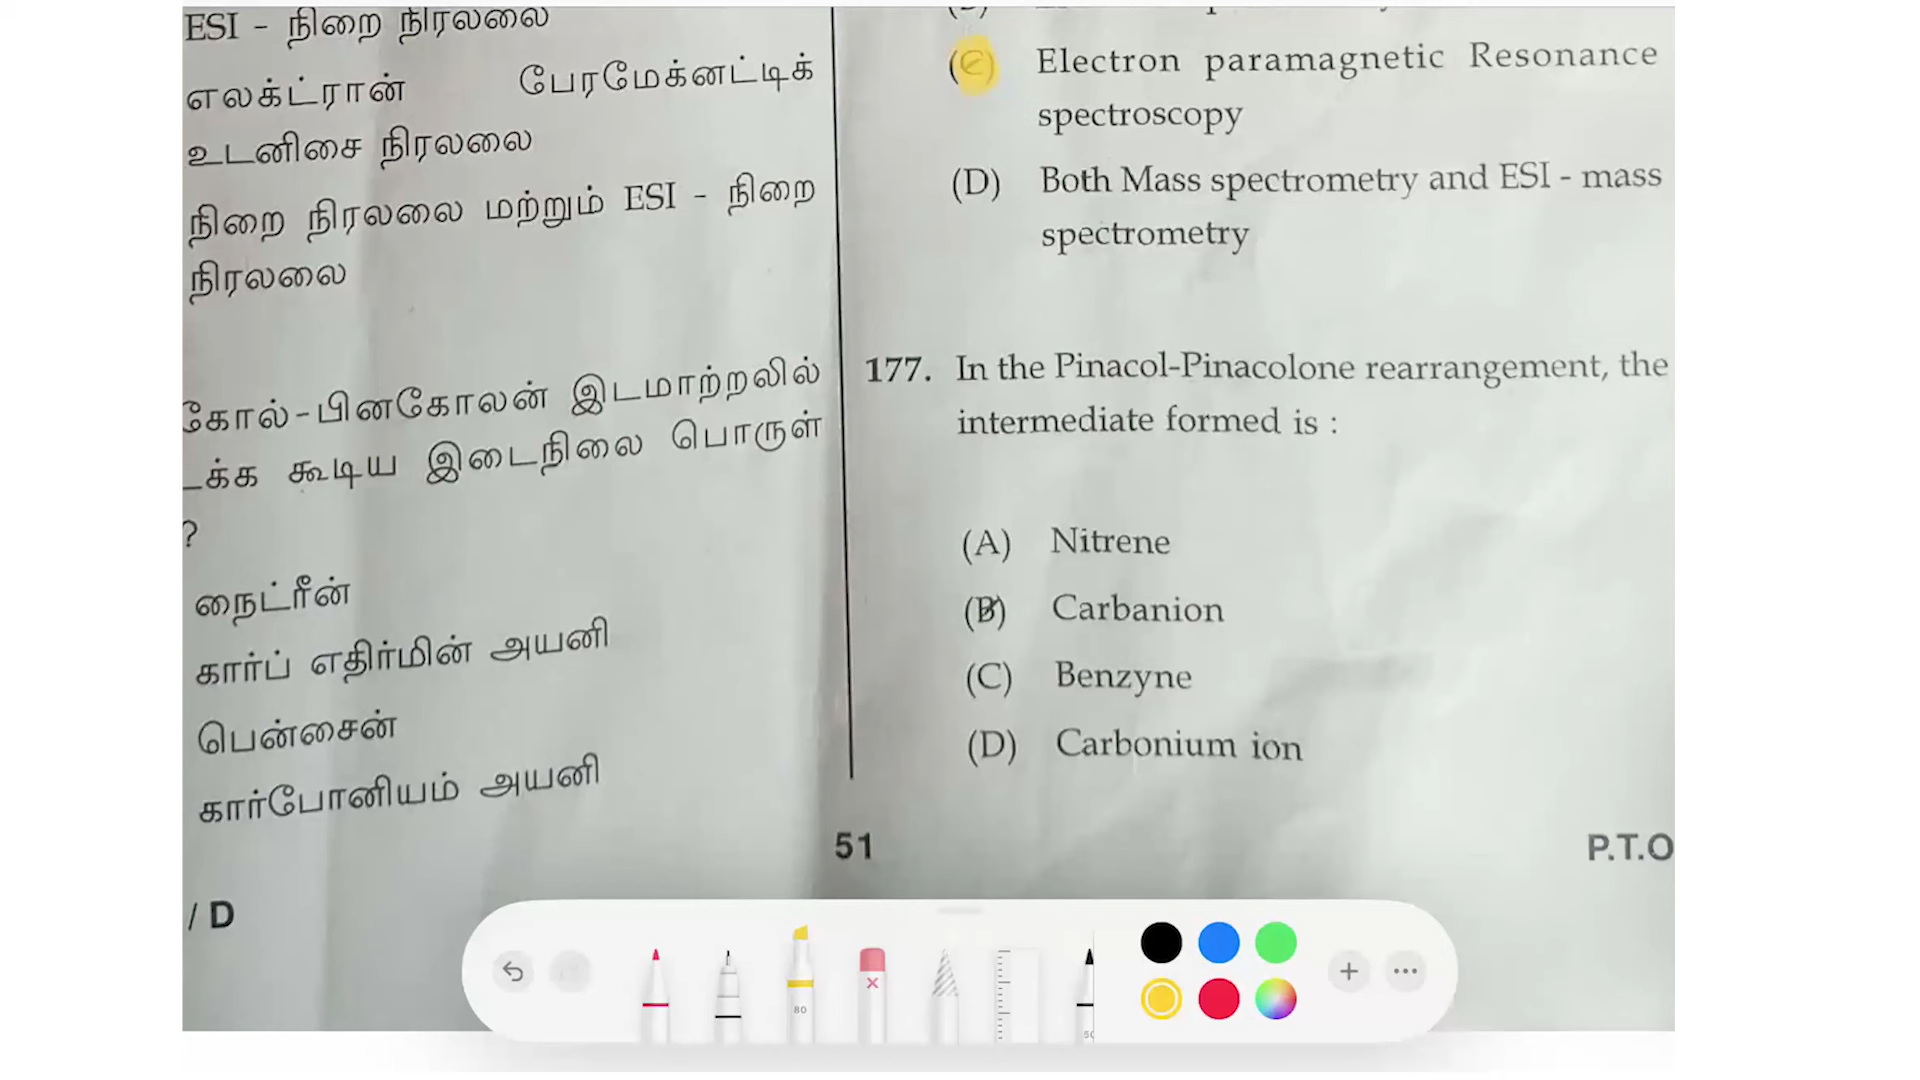 ESI - நிறை நிரலலை
எலக்ட்ரான் பேரமேக்னட்டிக்
உடனிசை நிரலலை
நிறை நிரலலை மற்றும் ESI - நிறை
நிரலலை
கோல்-பினகோலன் இடமாற்றலில்
டக்க கூடிய இடைநிலை பொருள்
?
நைட்ரீன்
கார்ப் எதிர்மின் அயனி
பென்சைன்
கார்போனியம் அயனி
/ D
(C) Electron paramagnetic Resonance
spectroscopy
(D) Both Mass spectrometry and ESI - mass
spectrometry
177. In the Pinacol-Pinacolone rearrangement, the
intermediate formed is :
(A) Nitrene
(B) Carbanion
(C) Benzyne
(D) Carbonium ion
51
P.T.O
80